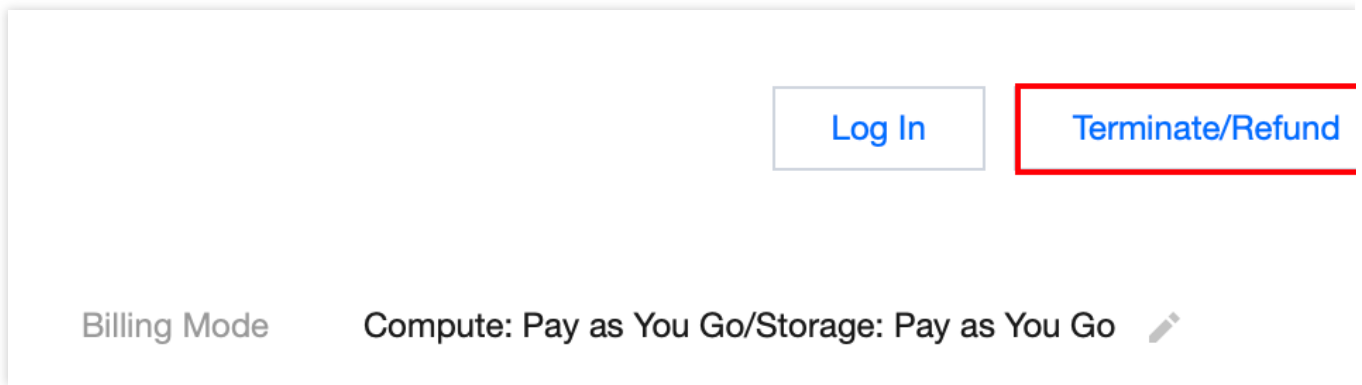 Log In
Terminate/Refund
Billing Mode
Compute: Pay as You Go/Storage: Pay as You Go